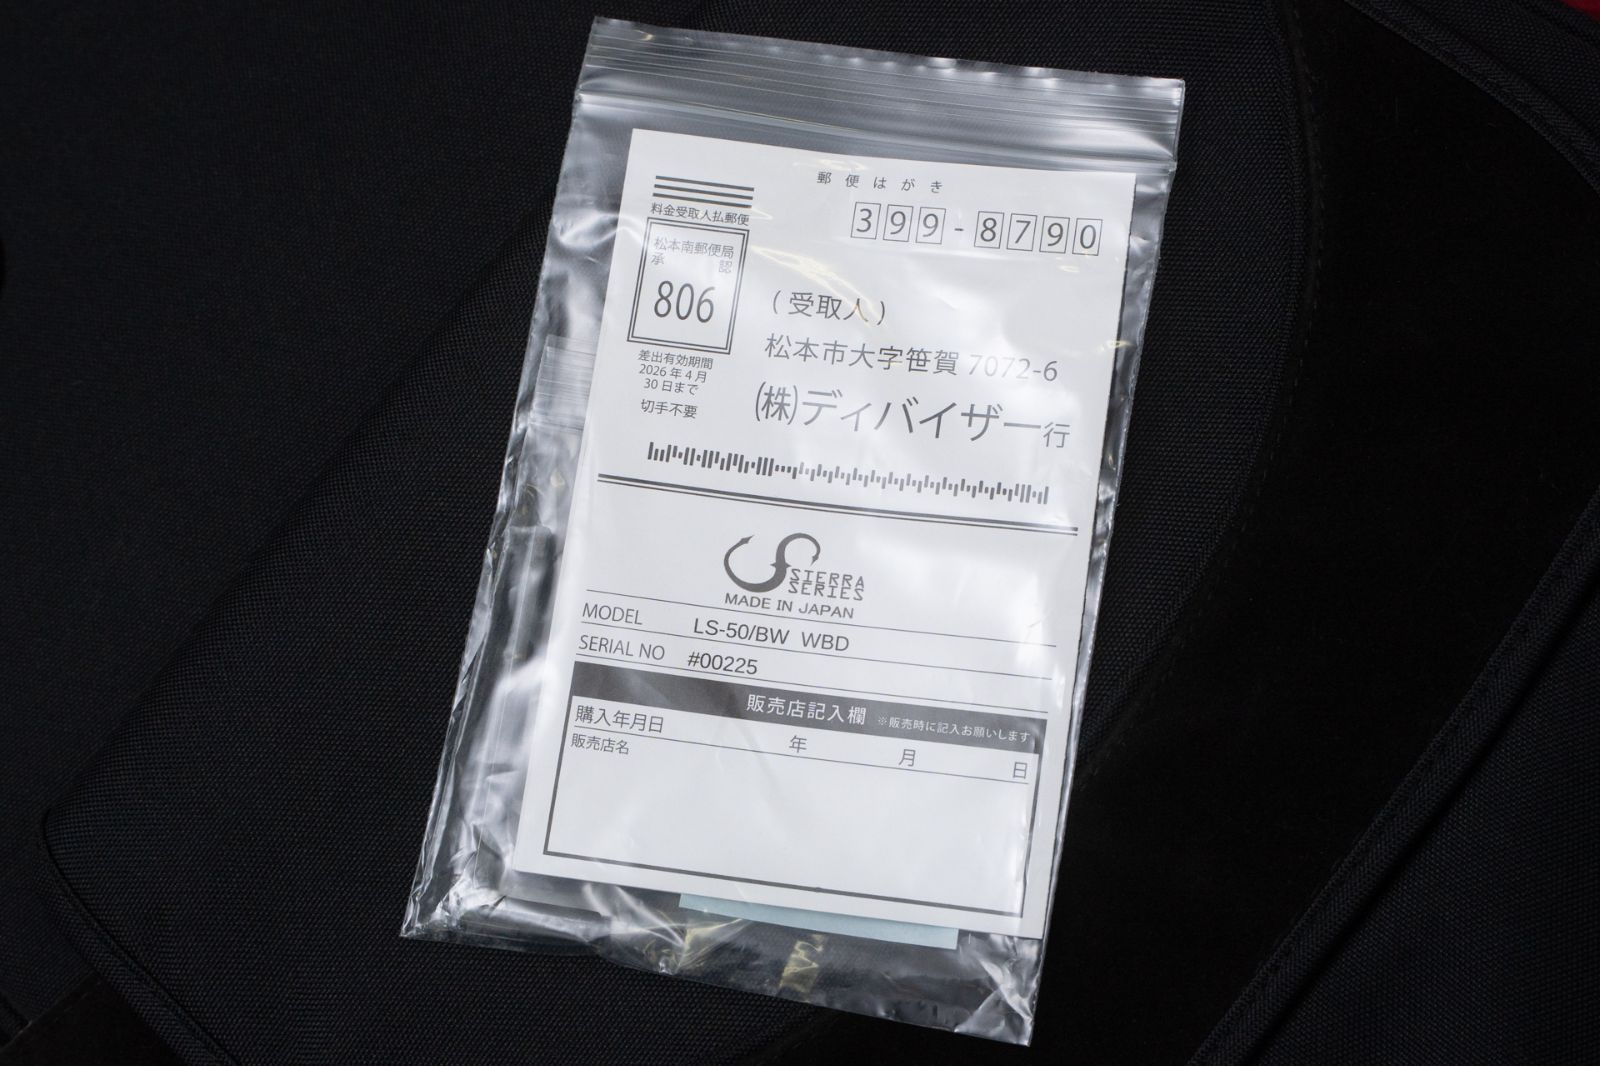 郵便はがき
399-8790
料金受取人払郵便
松本南郵便局
承認
806
差出有効期間
2026年4月
30日まで
切手不要
(受取人)
松本市大字笹賀7072-6
(株)ディバイザー行
SIERRA
SERIES
MADE IN JAPAN
MODEL LS-50/BW WBD
SERIAL NO #00225
販売店記入欄 ※販売時に記入お願いします
購入年月日 年 月 日
販売店名